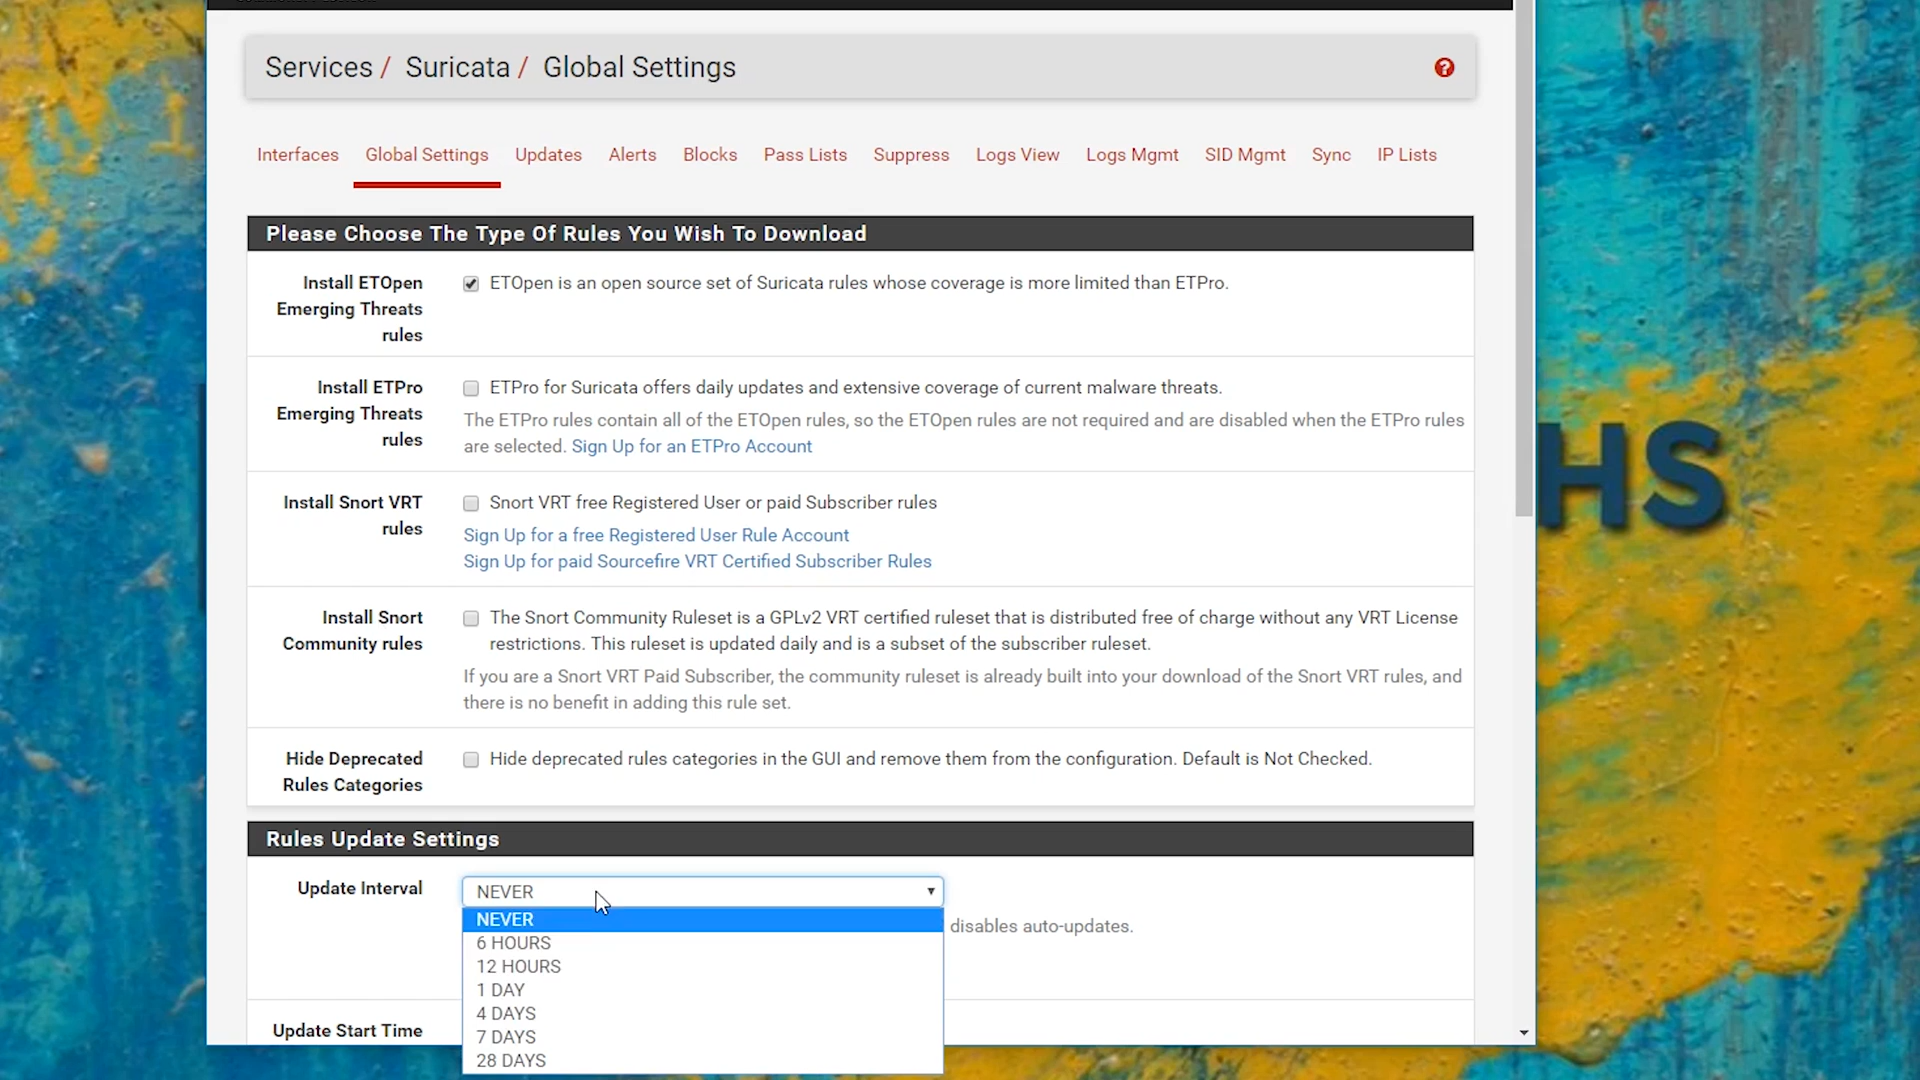 Services / Suricata / Global Settings
Interfaces Global Settings Updates Alerts Blocks Pass Lists Suppress Logs View Logs Mgmt SID Mgmt Sync IP Lists
Please Choose The Type Of Rules You Wish To Download
Install ETOpen
Emerging Threats
rules
ETOpen is an open source set of Suricata rules whose coverage is more limited than ETPro.
Install ETPro
Emerging Threats
rules
ETPro for Suricata offers daily updates and extensive coverage of current malware threats.
The ETPro rules contain all of the ETOpen rules, so the ETOpen rules are not required and are disabled when the ETPro rules
are selected. Sign Up for an ETPro Account
Install Snort VRT
rules
Snort VRT free Registered User or paid Subscriber rules
Sign Up for a free Registered User Rule Account
Sign Up for paid Sourcefire VRT Certified Subscriber Rules
Install Snort
Community rules
The Snort Community Ruleset is a GPLv2 VRT certified ruleset that is distributed free of charge without any VRT License
restrictions. This ruleset is updated daily and is a subset of the subscriber ruleset.
If you are a Snort VRT Paid Subscriber, the community ruleset is already built into your download of the Snort VRT rules, and
there is no benefit in adding this rule set.
Hide Deprecated
Rules Categories
Hide deprecated rules categories in the GUI and remove them from the configuration. Default is Not Checked.
Rules Update Settings
Update Interval
NEVER
NEVER
disables auto-updates.
6 HOURS
12 HOURS
1 DAY
4 DAYS
7 DAYS
28 DAYS
Update Start Time
HS